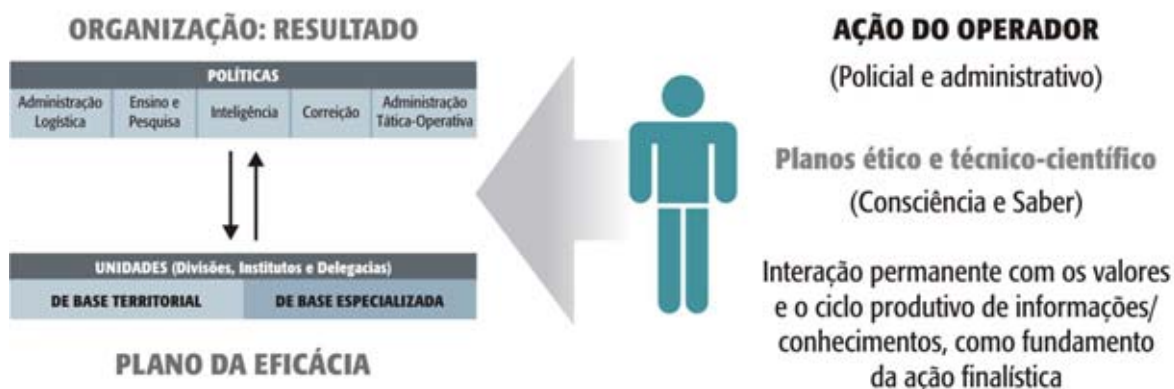 ORGANIZAÇÃO: RESULTADO
POLÍTICAS
Administração
Logística
Ensino e
Pesquisa
Inteligência
Correição
Administração
Tática-Operativa
UNIDADES (Divisões, Institutos e Delegacias)
DE BASE TERRITORIAL
DE BASE ESPECIALIZADA
PLANO DA EFICÁCIA
AÇÃO DO OPERADOR
(Policial e administrativo)
Planos ético e técnico-científico
(Consciência e Saber)
Interação permanente com os valores
e o ciclo produtivo de informações/
conhecimentos, como fundamento
da ação finalística